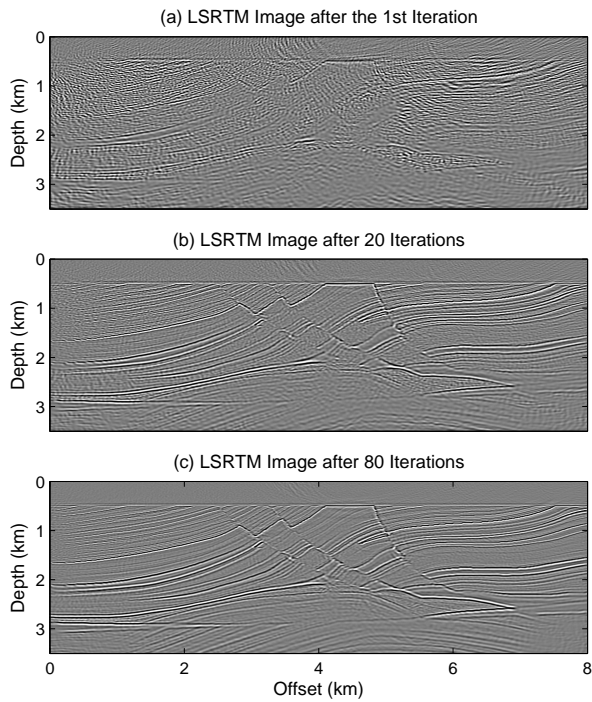 (a) LSRTM Image after the 1st Iteration
0
1
2
3
Depth (km)
(b) LSRTM Image after 20 Iterations
0
1
2
3
Depth (km)
(c) LSRTM Image after 80 Iterations
0
1
2
3
Depth (km)
0 2 4 6 8
Offset (km)